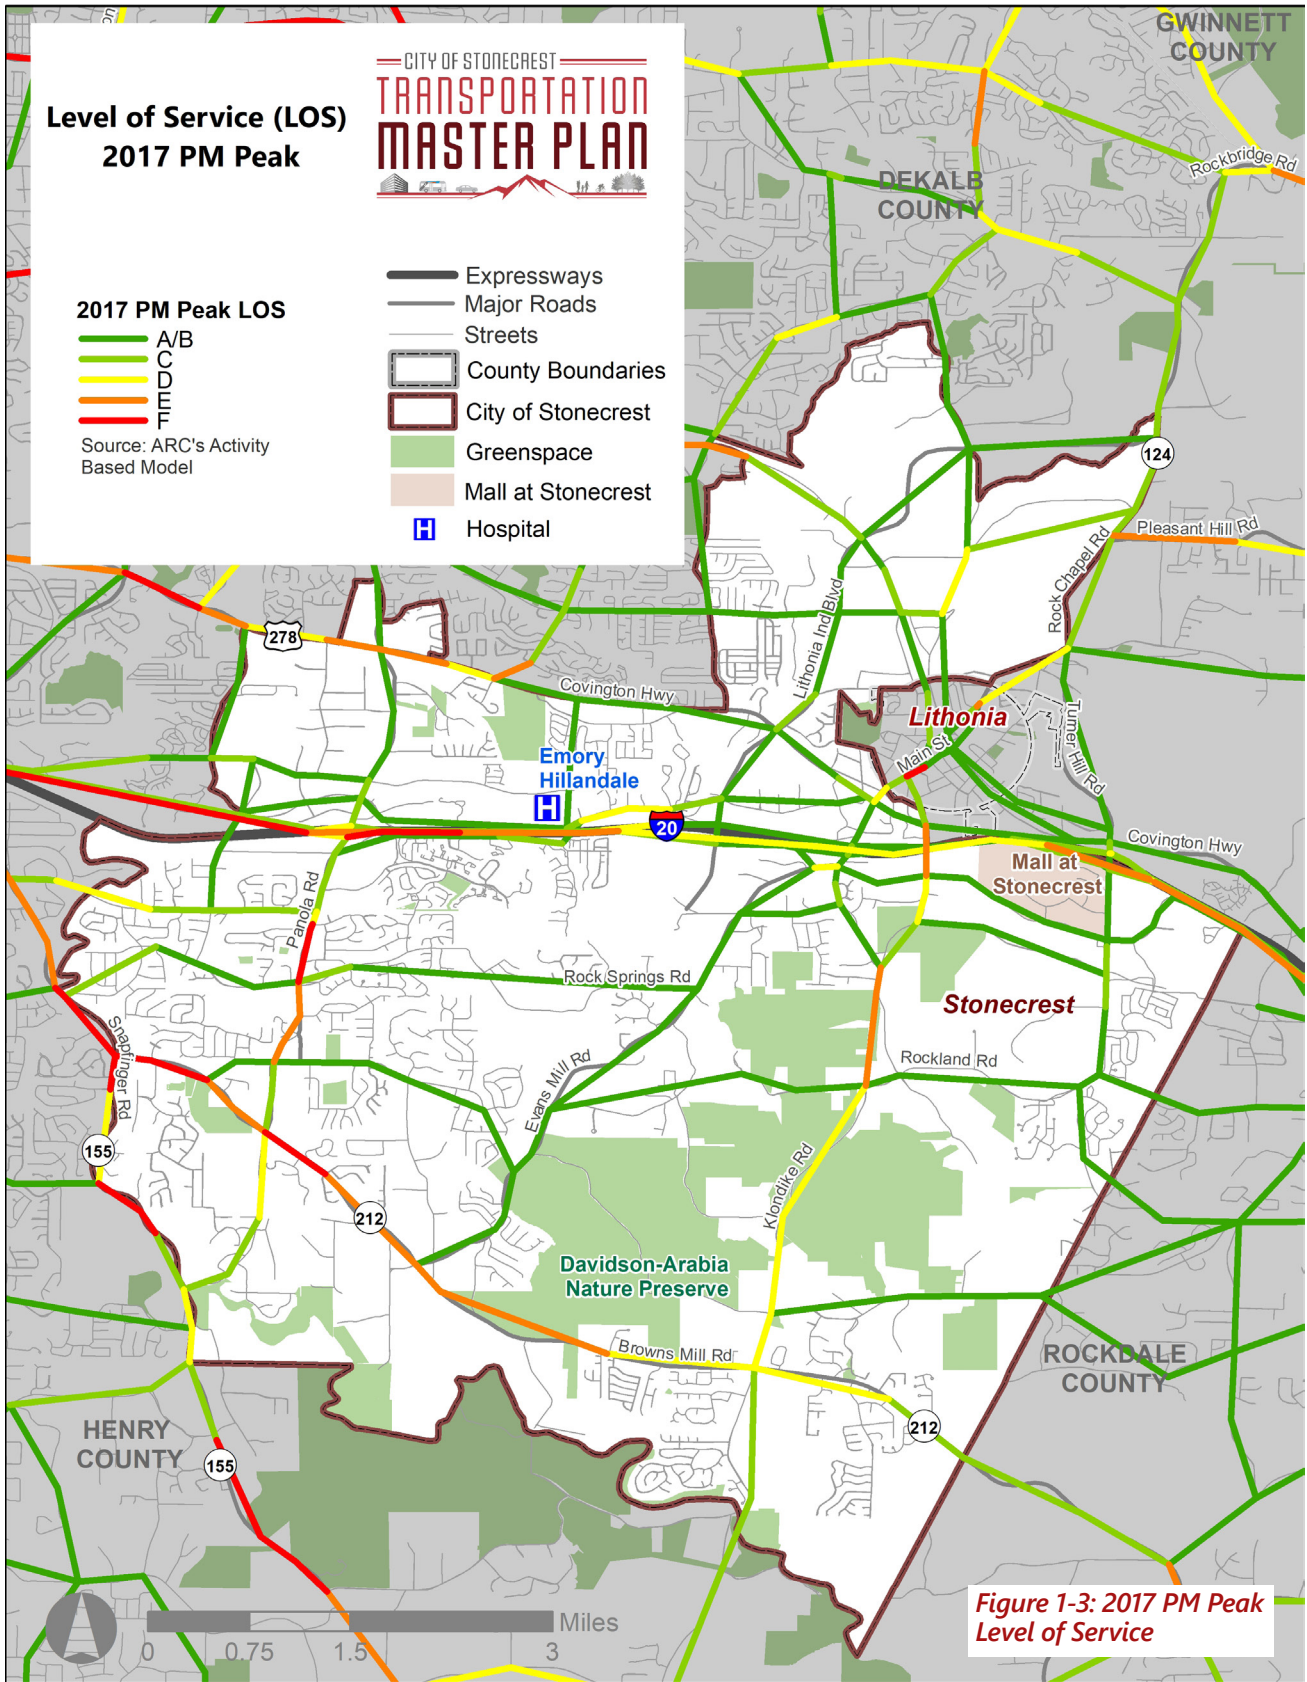 GWINNETT
COUNTY
CITY OF STONECREST
TRANSPORTATION
MASTER PLAN
Level of Service (LOS)
2017 PM Peak
Rockbridge Rd
DEKALB
COUNTY
2017 PM Peak LOS
A/B
C
D
E
F
Source: ARC's Activity
Based Model
Expressways
Major Roads
Streets
County Boundaries
City of Stonecrest
Greenspace
Mall at Stonecrest
H
Hospital
124
Pleasant Hill Rd
Rock Chapel Rd
Lithonia Ind Blvd
278
Covington Hwy
Lithonia
Main St
Turner Hill Rd
Emory
Hillandale
H
20
Covington Hwy
Mall at
Stonecrest
Panola Rd
Rock Springs Rd
Stonecrest
Snapfinger Rd
Evans Mill Rd
Rockland Rd
155
Klondike Rd
212
Davidson-Arabia
Nature Preserve
Browns Mill Rd
ROCKDALE
COUNTY
212
HENRY
COUNTY
155
Miles
0 0.75 1.5 3
Figure 1-3: 2017 PM Peak
Level of Service